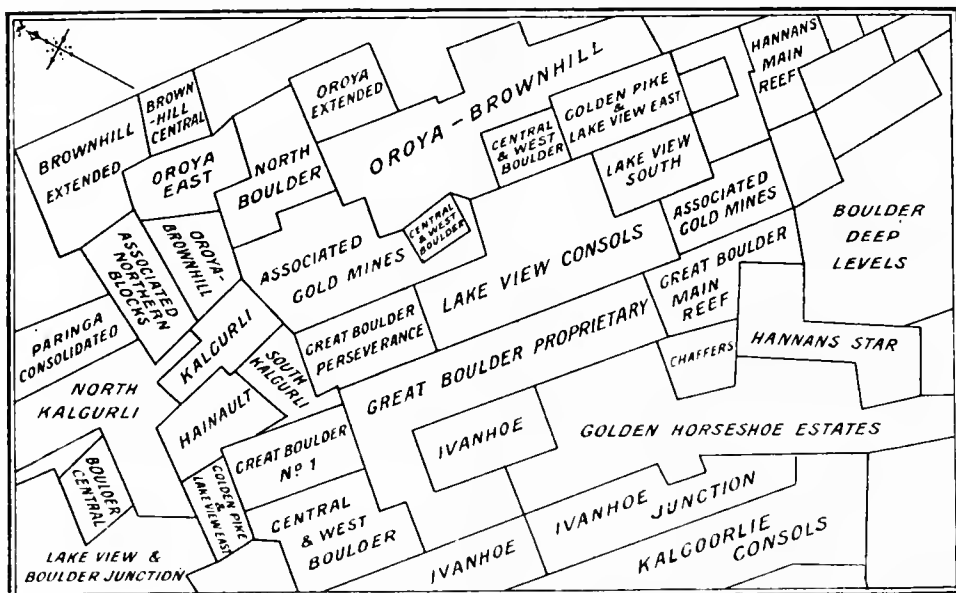 BROWNHILL
EXTENDED
BROWN
-HILL
CENTRAL
OROYA
EAST
NORTH
BOULDER
OROYA
EXTENDED
OROYA-BROWNHILL
CENTRAL
& WEST
BOULDER
GOLDEN PIKE
&
LAKE VIEW EAST
HANNANS
MAIN
REEF
LAKE VIEW
SOUTH
ASSOCIATED
GOLD MINES
BOULDER
DEEP
LEVELS
ASSOCIATED
NORTHERN
BLOCKS
OROYA-
BROWNHILL
ASSOCIATED
GOLD MINES
CENTRAL
& WEST
BOULDER
LAKE VIEW CONSOLS
GREAT BOULDER
MAIN
REEF
PARINGA
CONSOLIDATED
KALGURLI
SOUTH
KALGURLI
GREAT BOULDER
PERSEVERANCE
GREAT BOULDER PROPRIETARY
CHAFFERS
HANNANS STAR
NORTH
KALGURLI
HAINAULT
GREAT BOULDER
No 1
IVANHOE
GOLDEN HORSESHOE ESTATES
BOULDER
CENTRAL
GOLDEN PIKE
&
LAKE VIEW EAST
CENTRAL
& WEST
BOULDER
IVANHOE
IVANHOE
JUNCTION
KALGOORLIE
CONSOLS
LAKE VIEW &
BOULDER JUNCTION